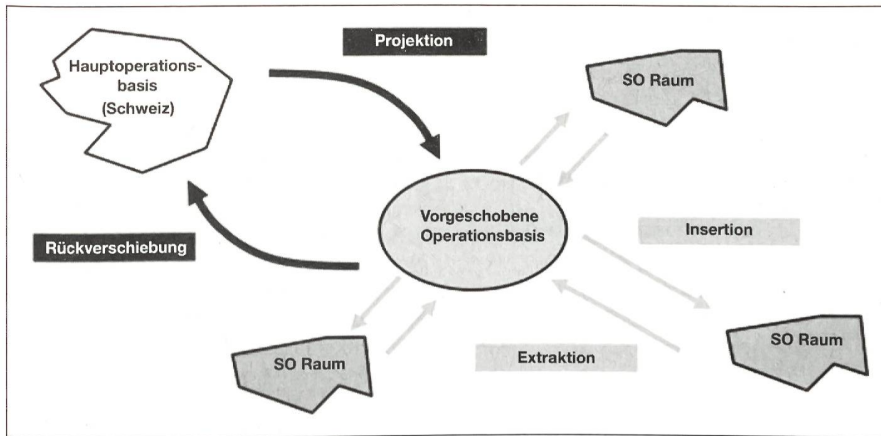 Projektion
Hauptoperations-
basis
(Schweiz)
SO Raum
Vorgeschobene
Operationsbasis
Insertion
Rückverschiebung
SO Raum
Extraktion
SO Raum